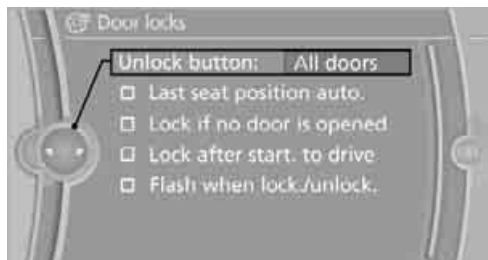 Door locks
Unlock button: All doors
Last seat position auto.
Lock if no door is opened
Lock after start. to drive
Flash when lock./unlock.